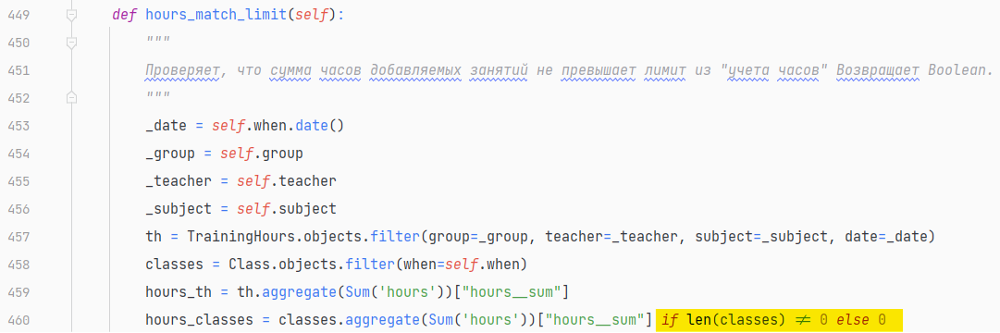 449 def hours_match_limit(self):
450 """
451 Проверяет, что сумма часов добавляемых занятий не превышает лимит из "учета часов" Возвращает Boolean.
452 """
453 _date = self.when.date()
454 _group = self.group
455 _teacher = self.teacher
456 _subject = self.subject
457 th = TrainingHours.objects.filter(group=_group, teacher=_teacher, subject=_subject, date=_date)
458 classes = Class.objects.filter(when=self.when)
459 hours_th = th.aggregate(Sum('hours'))["hours__sum"]
460 hours_classes = classes.aggregate(Sum('hours'))["hours__sum"] if len(classes) ≠ 0 else 0